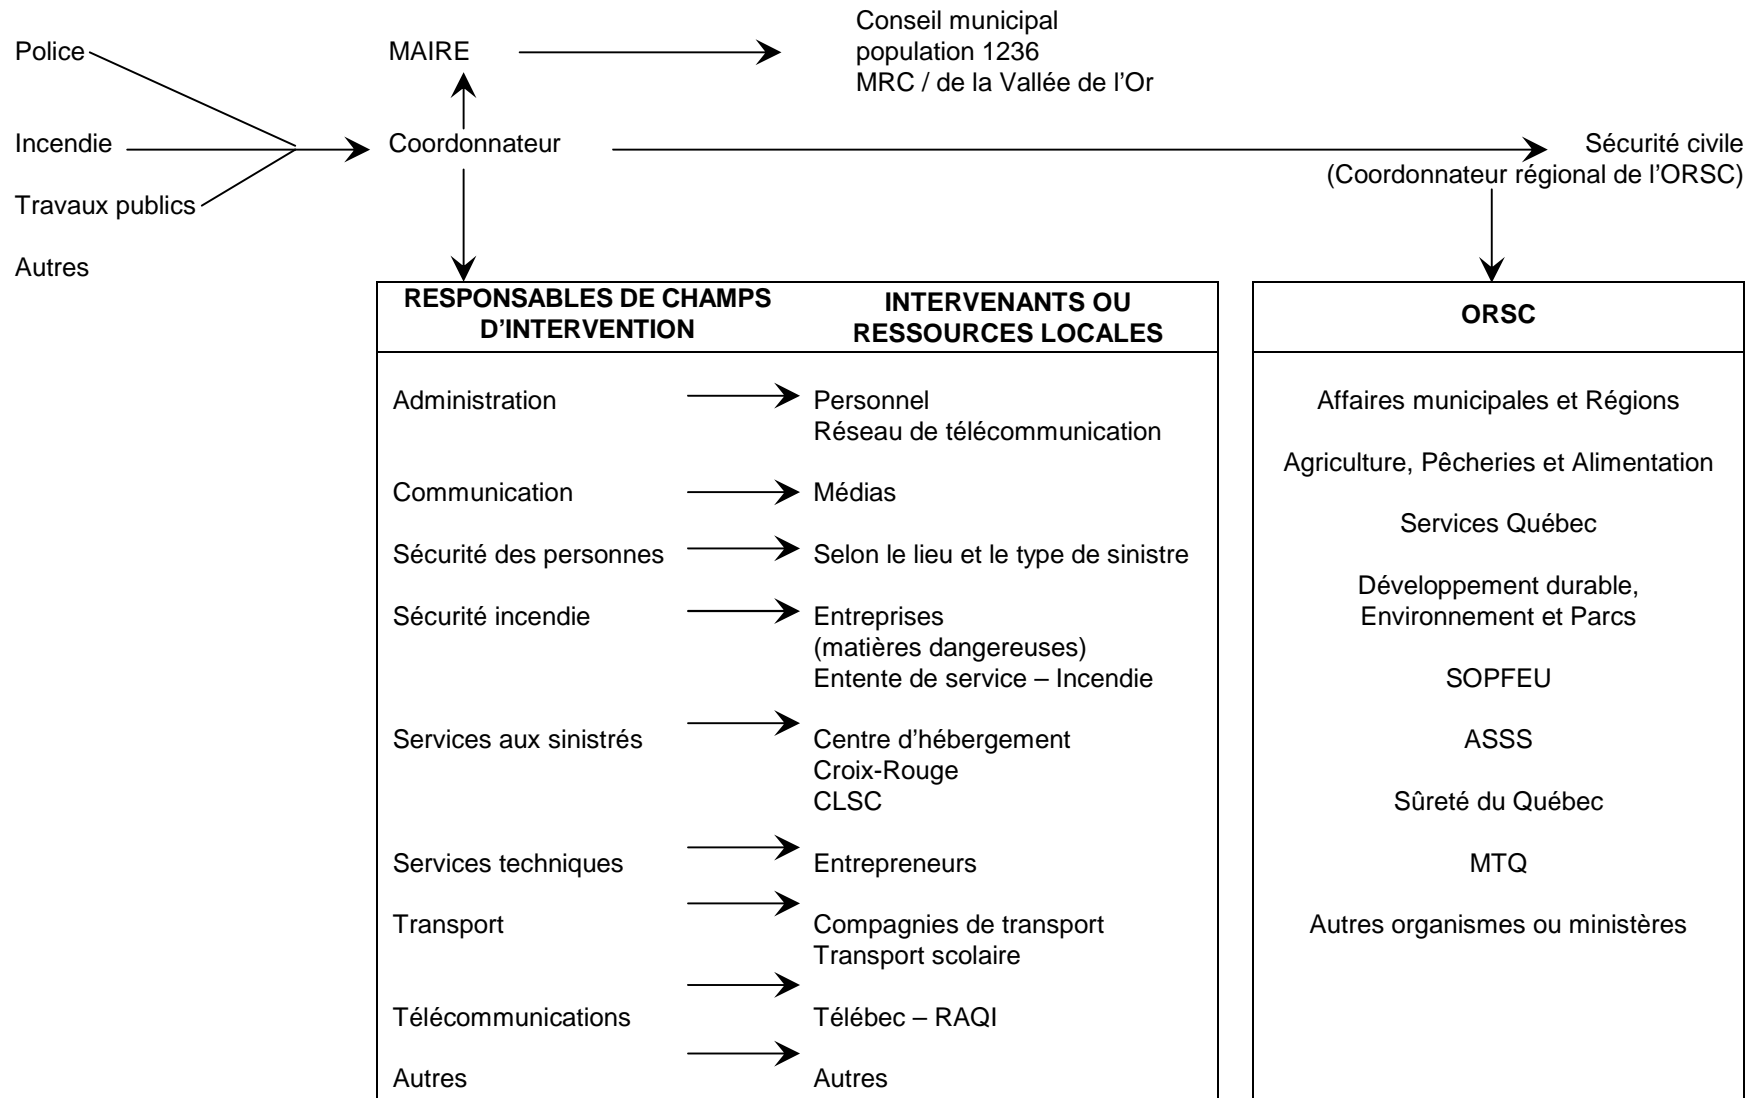 Conseil municipal
Police
MAIRE
population 1236
MRC / de la Vallée de l’Or
Incendie
Coordonnateur
Sécurité civile
(Coordonnateur régional de l’ORSC)
Travaux publics
Autres
RESPONSABLES DE CHAMPS
D’INTERVENTION
INTERVENANTS OU
RESSOURCES LOCALES
ORSC
Administration
Personnel
Réseau de télécommunication
Communication
Médias
Sécurité des personnes
Selon le lieu et le type de sinistre
Sécurité incendie
Entreprises
(matières dangereuses)
Entente de service – Incendie
Services aux sinistrés
Centre d’hébergement
Croix-Rouge
CLSC
Services techniques
Entrepreneurs
Transport
Compagnies de transport
Transport scolaire
Télécommunications
Télébec – RAQI
Autres
Autres
Affaires municipales et Régions
Agriculture, Pêcheries et Alimentation
Services Québec
Développement durable,
Environnement et Parcs
SOPFEU
ASSS
Sûreté du Québec
MTQ
Autres organismes ou ministères